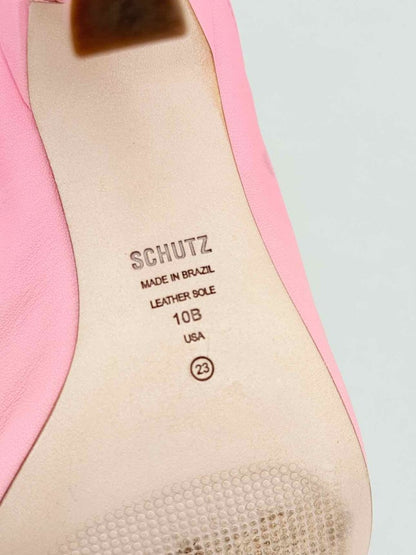 SCHUTZ
MADE IN BRAZIL
LEATHER SOLE
10B
USA
23